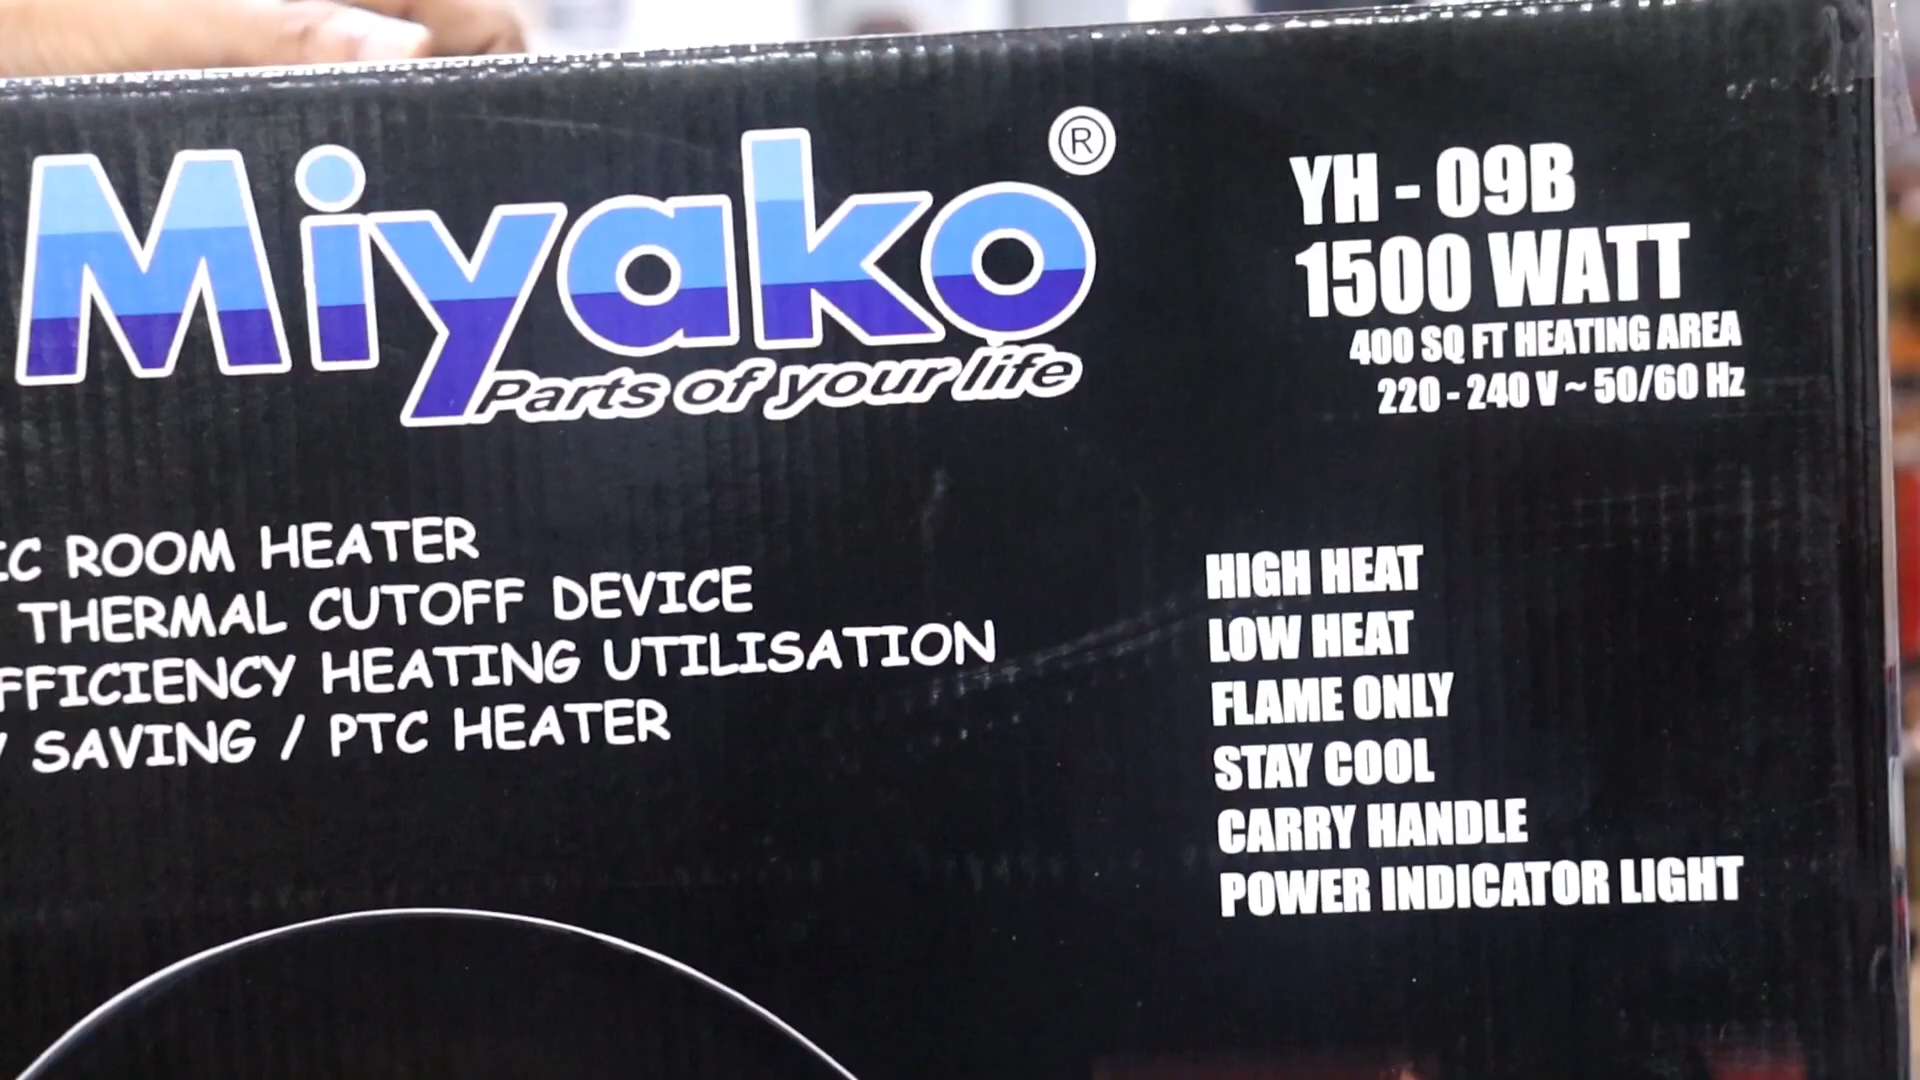 Miyako ®
Parts of your life
YH - 09B
1500 WATT
400 SQ FT HEATING AREA
220 - 240 V ~ 50/60 Hz
ROOM HEATER
THERMAL CUTOFF DEVICE
HEATING UTILISATION
SAVING / PTC HEATER
HIGH HEAT
LOW HEAT
FLAME ONLY
STAY COOL
CARRY HANDLE
POWER INDICATOR LIGHT